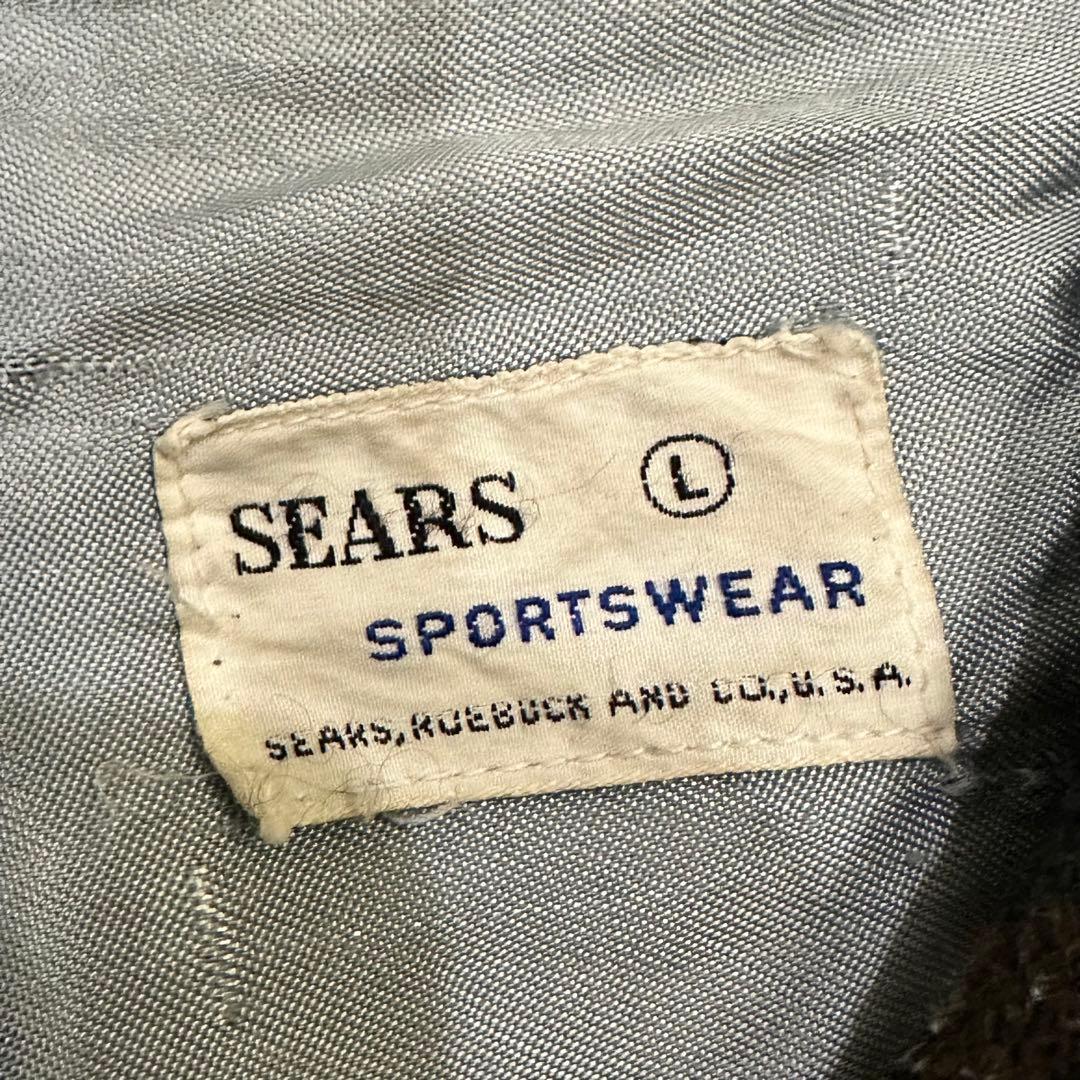 SEARS L
SPORTSWEAR
SEARS, ROEBUCK AND CO., U.S.A.